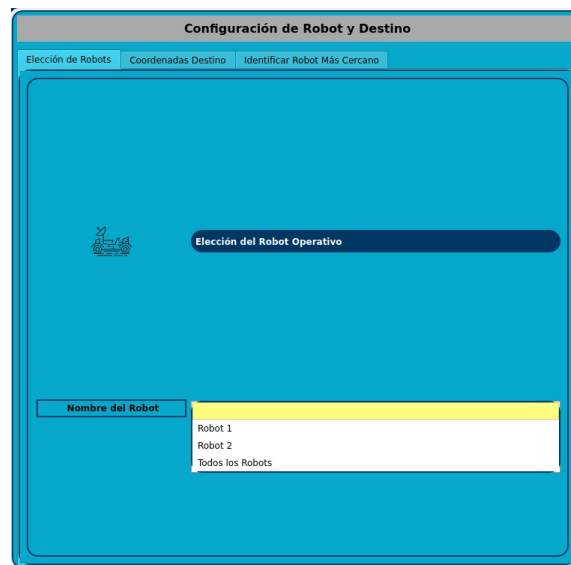 Configuración de Robot y Destino
Elección de Robots
Coordenadas Destino
Identificar Robot Más Cercano
Elección del Robot Operativo
Nombre del Robot
Robot 1
Robot 2
Todos los Robots